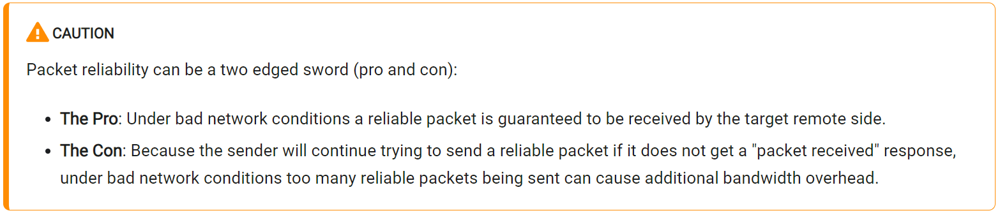 CAUTION
Packet reliability can be a two edged sword (pro and con):
• The Pro: Under bad network conditions a reliable packet is guaranteed to be received by the target remote side.
• The Con: Because the sender will continue trying to send a reliable packet if it does not get a "packet received" response,
under bad network conditions too many reliable packets being sent can cause additional bandwidth overhead.